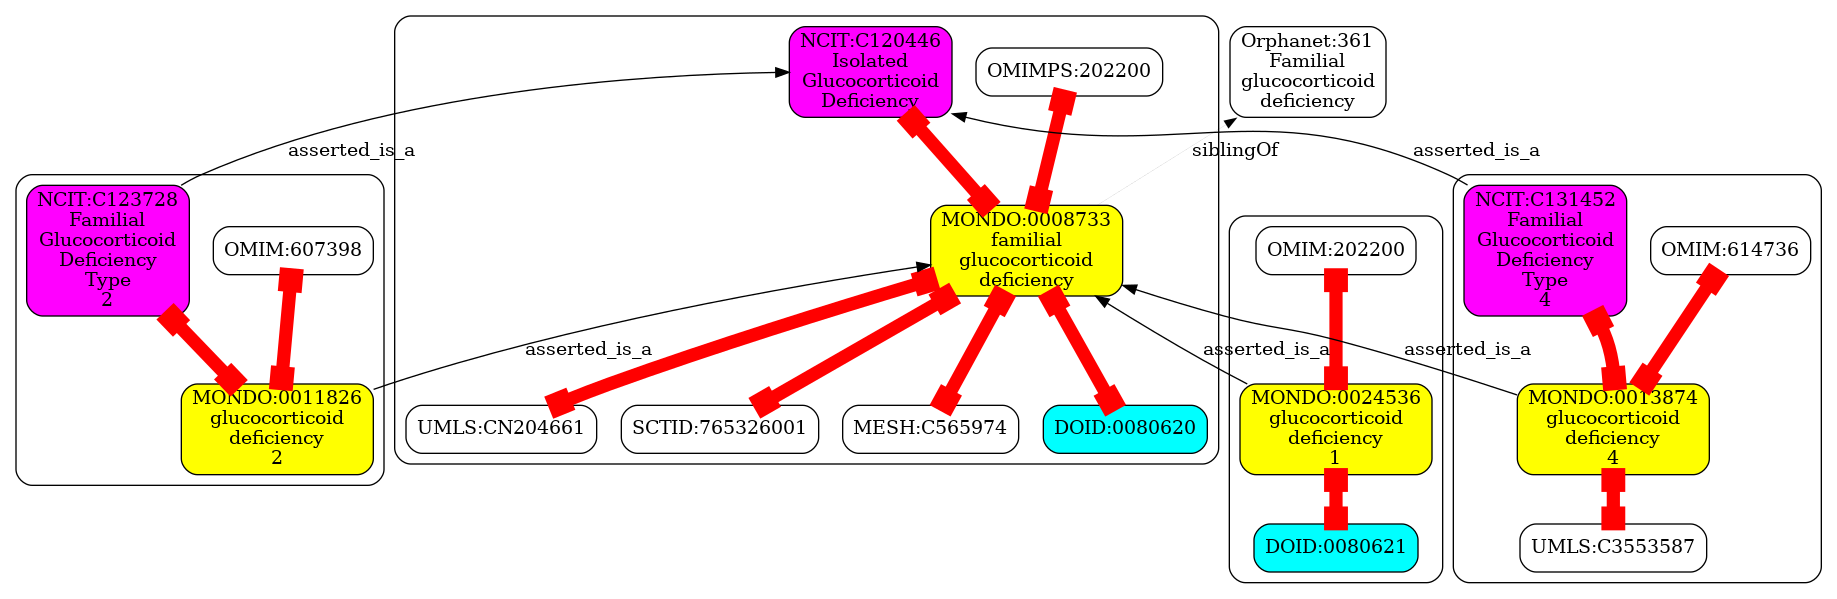 NCIT:C120446
Isolated
Glucocorticoid
Deficiency
OMIMPS:202200
Orphanet:361
Familial
glucocorticoid
deficiency
asserted_is_a
siblingOf
asserted_is_a
NCIT:C123728
Familial
Glucocorticoid
Deficiency
Type
2
OMIM:607398
MONDO:0008733
familial
glucocorticoid
deficiency
OMIM:202200
NCIT:C131452
Familial
Glucocorticoid
Deficiency
Type
4
OMIM:614736
asserted_is_a
asserted_is_a
asserted_is_a
MONDO:0011826
glucocorticoid
deficiency
2
UMLS:CN204661
SCTID:765326001
MESH:C565974
DOID:0080620
MONDO:0024536
glucocorticoid
deficiency
1
MONDO:0013874
glucocorticoid
deficiency
4
DOID:0080621
UMLS:C3553587